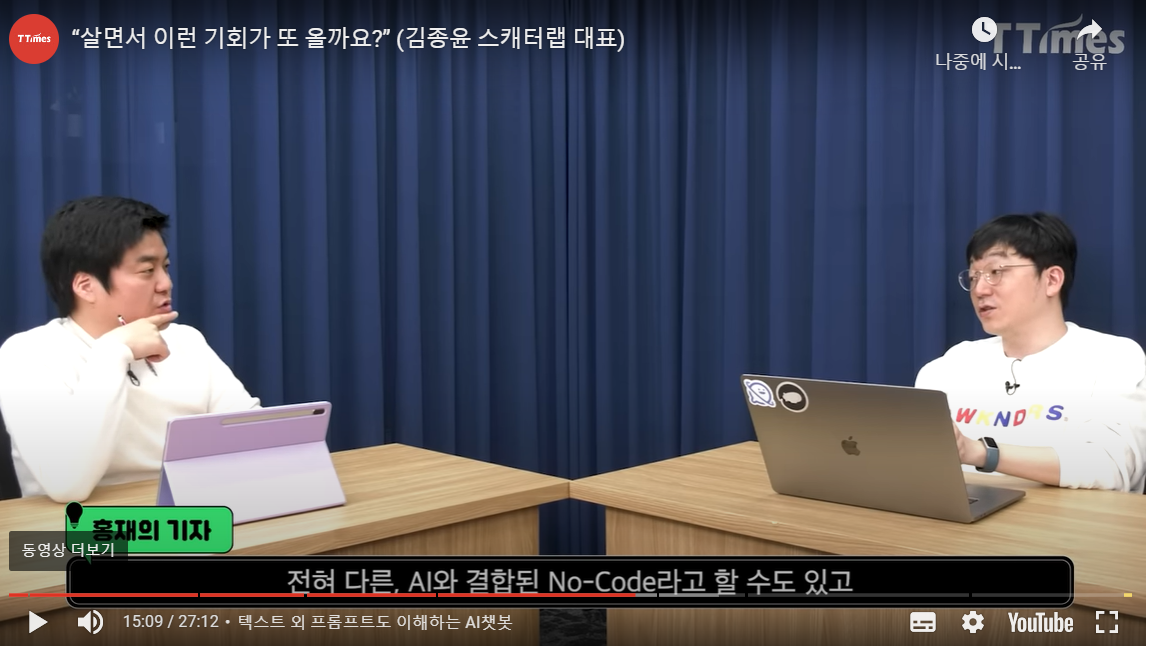 TTimes
“살면서 이런 기회가 또 올까요?” (김종윤 스캐터랩 대표)
TTimes
나중에 시...
공유
WKNDRS.
홍재의 기자
동영상 더보기
전혀 다른, AI와 결합된 No-Code라고 할 수도 있고
15:09 / 27:12 • 텍스트 외 프롬프트도 이해하는 AI챗봇
YouTube